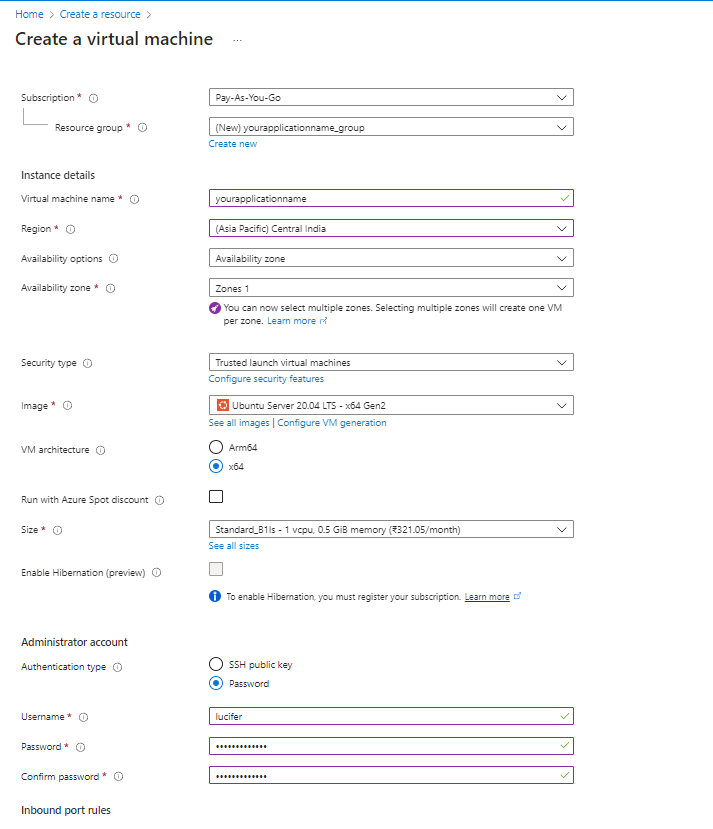 Home > Create a resource >
Create a virtual machine ...
Subscription * Pay-As-You-Go
Resource group * (New) yourapplicationname_group
Create new
Instance details
Virtual machine name * yourapplicationname
Region * (Asia Pacific) Central India
Availability options Availability zone
Availability zone * Zones 1
You can now select multiple zones. Selecting multiple zones will create one VM
per zone. Learn more
Security type Trusted launch virtual machines
Configure security features
Image * Ubuntu Server 20.04 LTS - x64 Gen2
See all images | Configure VM generation
VM architecture Arm64
x64
Run with Azure Spot discount
Size * Standard_B1ls - 1 vcpu, 0.5 GiB memory (₹321.05/month)
See all sizes
Enable Hibernation (preview)
To enable Hibernation, you must register your subscription. Learn more
Administrator account
Authentication type SSH public key
Password
Username * lucifer
Password * •••••••••••••
Confirm password * •••••••••••••
Inbound port rules